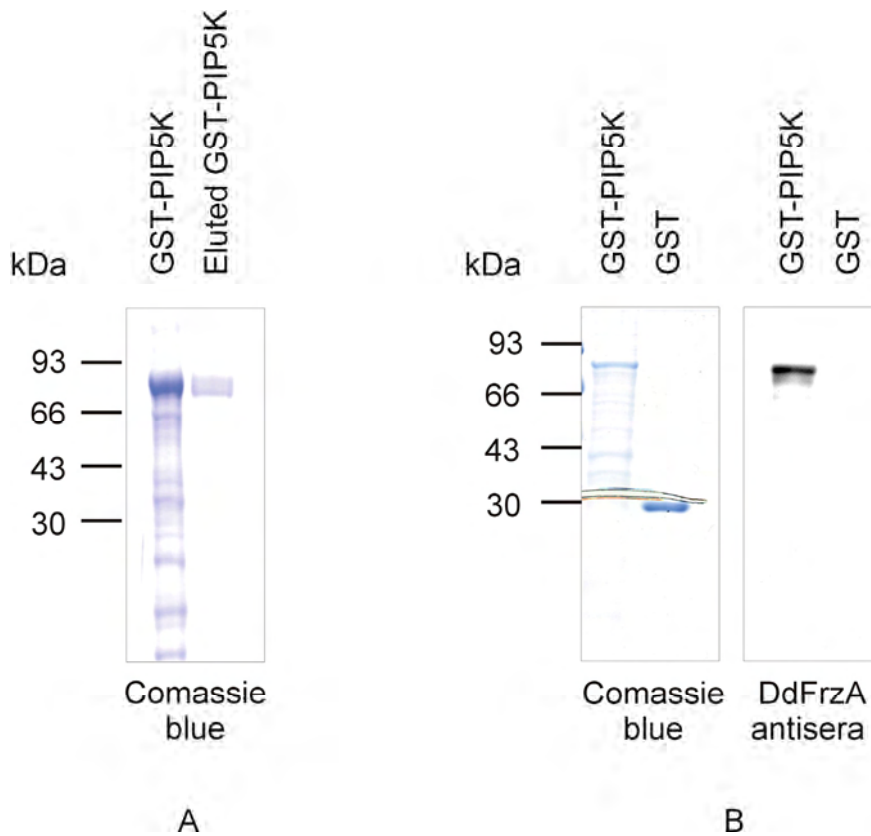 GST-PIP5K
Eluted GST-PIP5K
kDa
93
66
43
30
Comassie
blue
A
GST-PIP5K
GST
GST-PIP5K
GST
kDa
93
66
43
30
Comassie
blue
DdFrzA
antisera
B